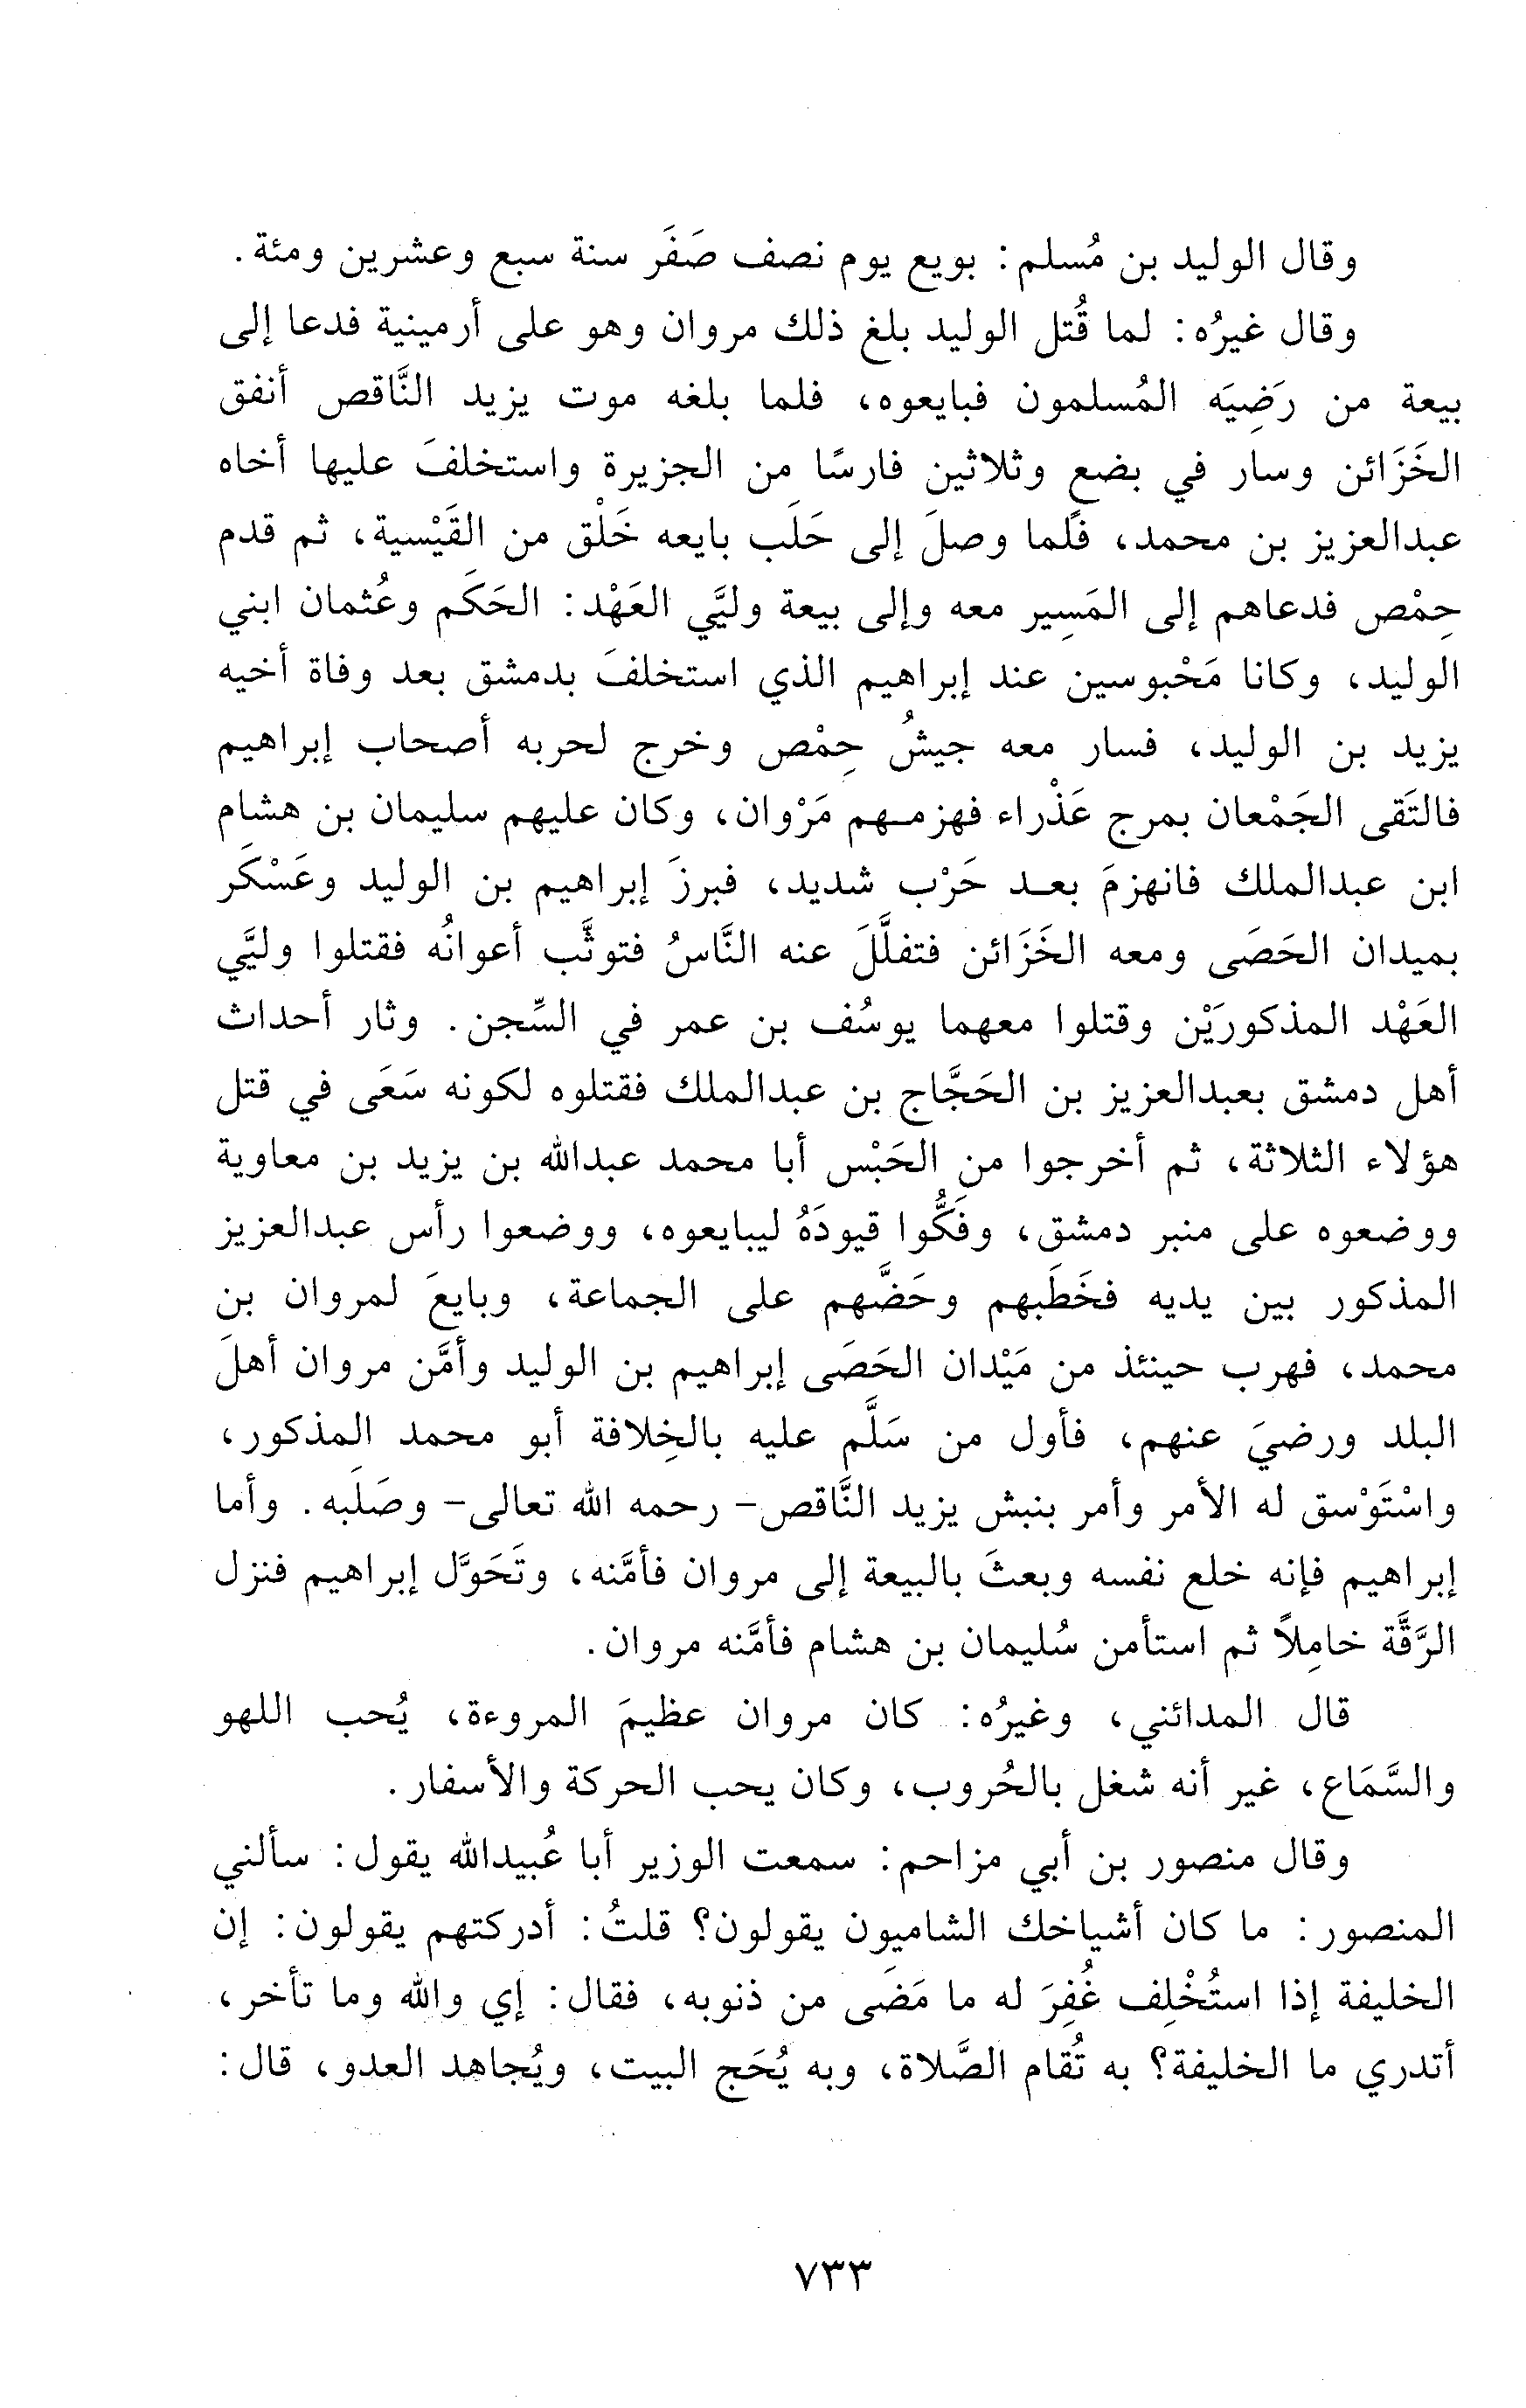 وقال الوليد بن مُسلم: بويع يوم نصف صَفَر سنة سبع وعشرين ومئة.
وقال غيرُه: لما قُتل الوليد بلغ ذلك مروان وهو على أرمينية فدعا إلى
بيعة من رَضِيَه المُسلمون فبايعوه، فلما بلغه موت يزيد النَّاقص أنفق
الخَزَائن وسار في بضع وثلاثين فارسًا من الجزيرة واستخلفَ عليها أخاه
عبدالعزيز بن محمد، فلما وصلَ إلى حَلَب بايعه خَلْق من القَيْسية، ثم قدم
حِمْص فدعاهم إلى المَسِير معه وإلى بيعة وليَّي العَهْد: الحَكَم وعُثمان ابني
الوليد، وكانا مَحْبوسين عند إبراهيم الذي استخلفَ بدمشق بعد وفاة أخيه
يزيد بن الوليد، فسار معه جيشُ حِمْص وخرج لحربه أصحاب إبراهيم
فالتَقى الجَمْعان بمرج عَذْراء فهزمـهم مَرْوان، وكان عليهم سليمان بن هشام
ابن عبدالملك فانهزمَ بعـد حَرْب شديد، فبرزَ إبراهيم بن الوليد وعَسْكَر
بميدان الحَصَى ومعه الخَزَائن فتفلَّلَ عنه النَّاسُ فتوثَّب أعوانُه فقتلوا وليَّي
العَهْد المذكورَيْن وقتلوا معهما يوسُف بن عمر في السِّجن. وثار أحداث
أهل دمشق بعبدالعزيز بن الحَجَّاج بن عبدالملك فقتلوه لكونه سَعَى في قتل
هؤلاء الثلاثة، ثم أخرجوا من الحَبْس أبا محمد عبدالله بن يزيد بن معاوية
ووضعوه على منبر دمشق، وفَكُّوا قيودَهُ ليبايعوه، ووضعوا رأس عبدالعزيز
المذكور بين يديه فخَطَبهم وحَضَّهم على الجماعة، وبايعَ لمروان بن
محمد، فهرب حينئذ من مَيْدان الحَصَى إبراهيم بن الوليد وأمَّن مروان أهلَ
البلد ورضيَ عنهم، فأول من سَلَّم عليه بالخِلافة أبو محمد المذكور،
واسْتَوْسق له الأمر وأمر بنبش يزيد النَّاقص- رحمه الله تعالى- وصَلَبه. وأما
إبراهيم فإنه خلع نفسه وبعثَ بالبيعة إلى مروان فأمَّنه، وتَحَوَّل إبراهيم فنزل
الرَّقَّة خامِلاً ثم استأمن سُليمان بن هشام فأمَّنه مروان.
قال المدائني، وغيرُه: كان مروان عظيمَ المروءة، يُحب اللهو
والسَّمَاع، غير أنه شغل بالحُروب، وكان يحب الحركة والأسفار.
وقال منصور بن أبي مزاحم: سمعت الوزير أبا عُبيدالله يقول: سألني
المنصور: ما كان أشياخك الشاميون يقولون؟ قلتُ: أدركتهم يقولون: إن
الخليفة إذا استُخْلِف غُفِرَ له ما مَضَى من ذنوبه، فقال: إي والله وما تأخر،
أتدري ما الخليفة؟ به تُقام الصَّلاة، وبه يُحَج البيت، ويُجاهد العدو، قال:
٧٣٣